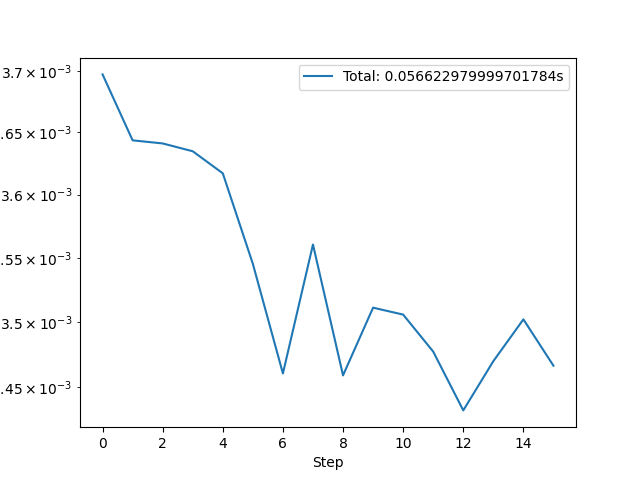 Total: 0.056622979999701784s
3.7 × 10⁻³
.65 × 10⁻³
3.6 × 10⁻³
.55 × 10⁻³
3.5 × 10⁻³
.45 × 10⁻³
0 2 4 6 8 10 12 14
Step